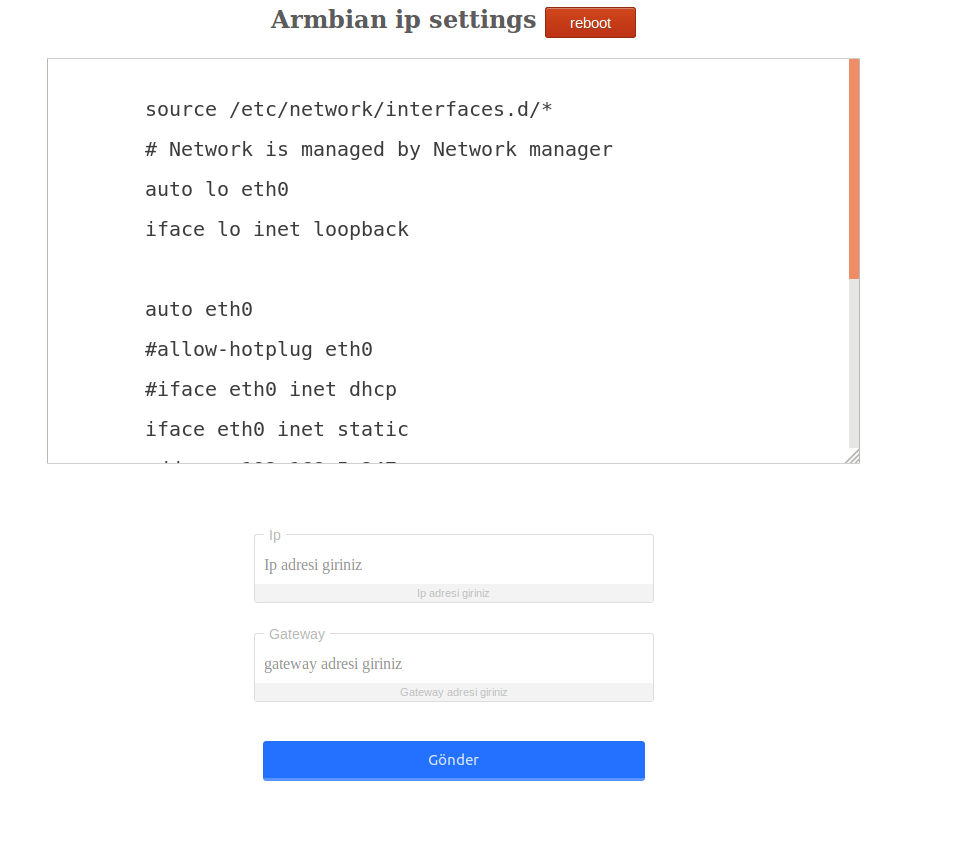 Armbian ip settings reboot
source /etc/network/interfaces.d/*
# Network is managed by Network manager
auto lo eth0
iface lo inet loopback
auto eth0
#allow-hotplug eth0
#iface eth0 inet dhcp
iface eth0 inet static
Ip
Ip adresi giriniz
Ip adresi giriniz
Gateway
gateway adresi giriniz
Gateway adresi giriniz
Gönder